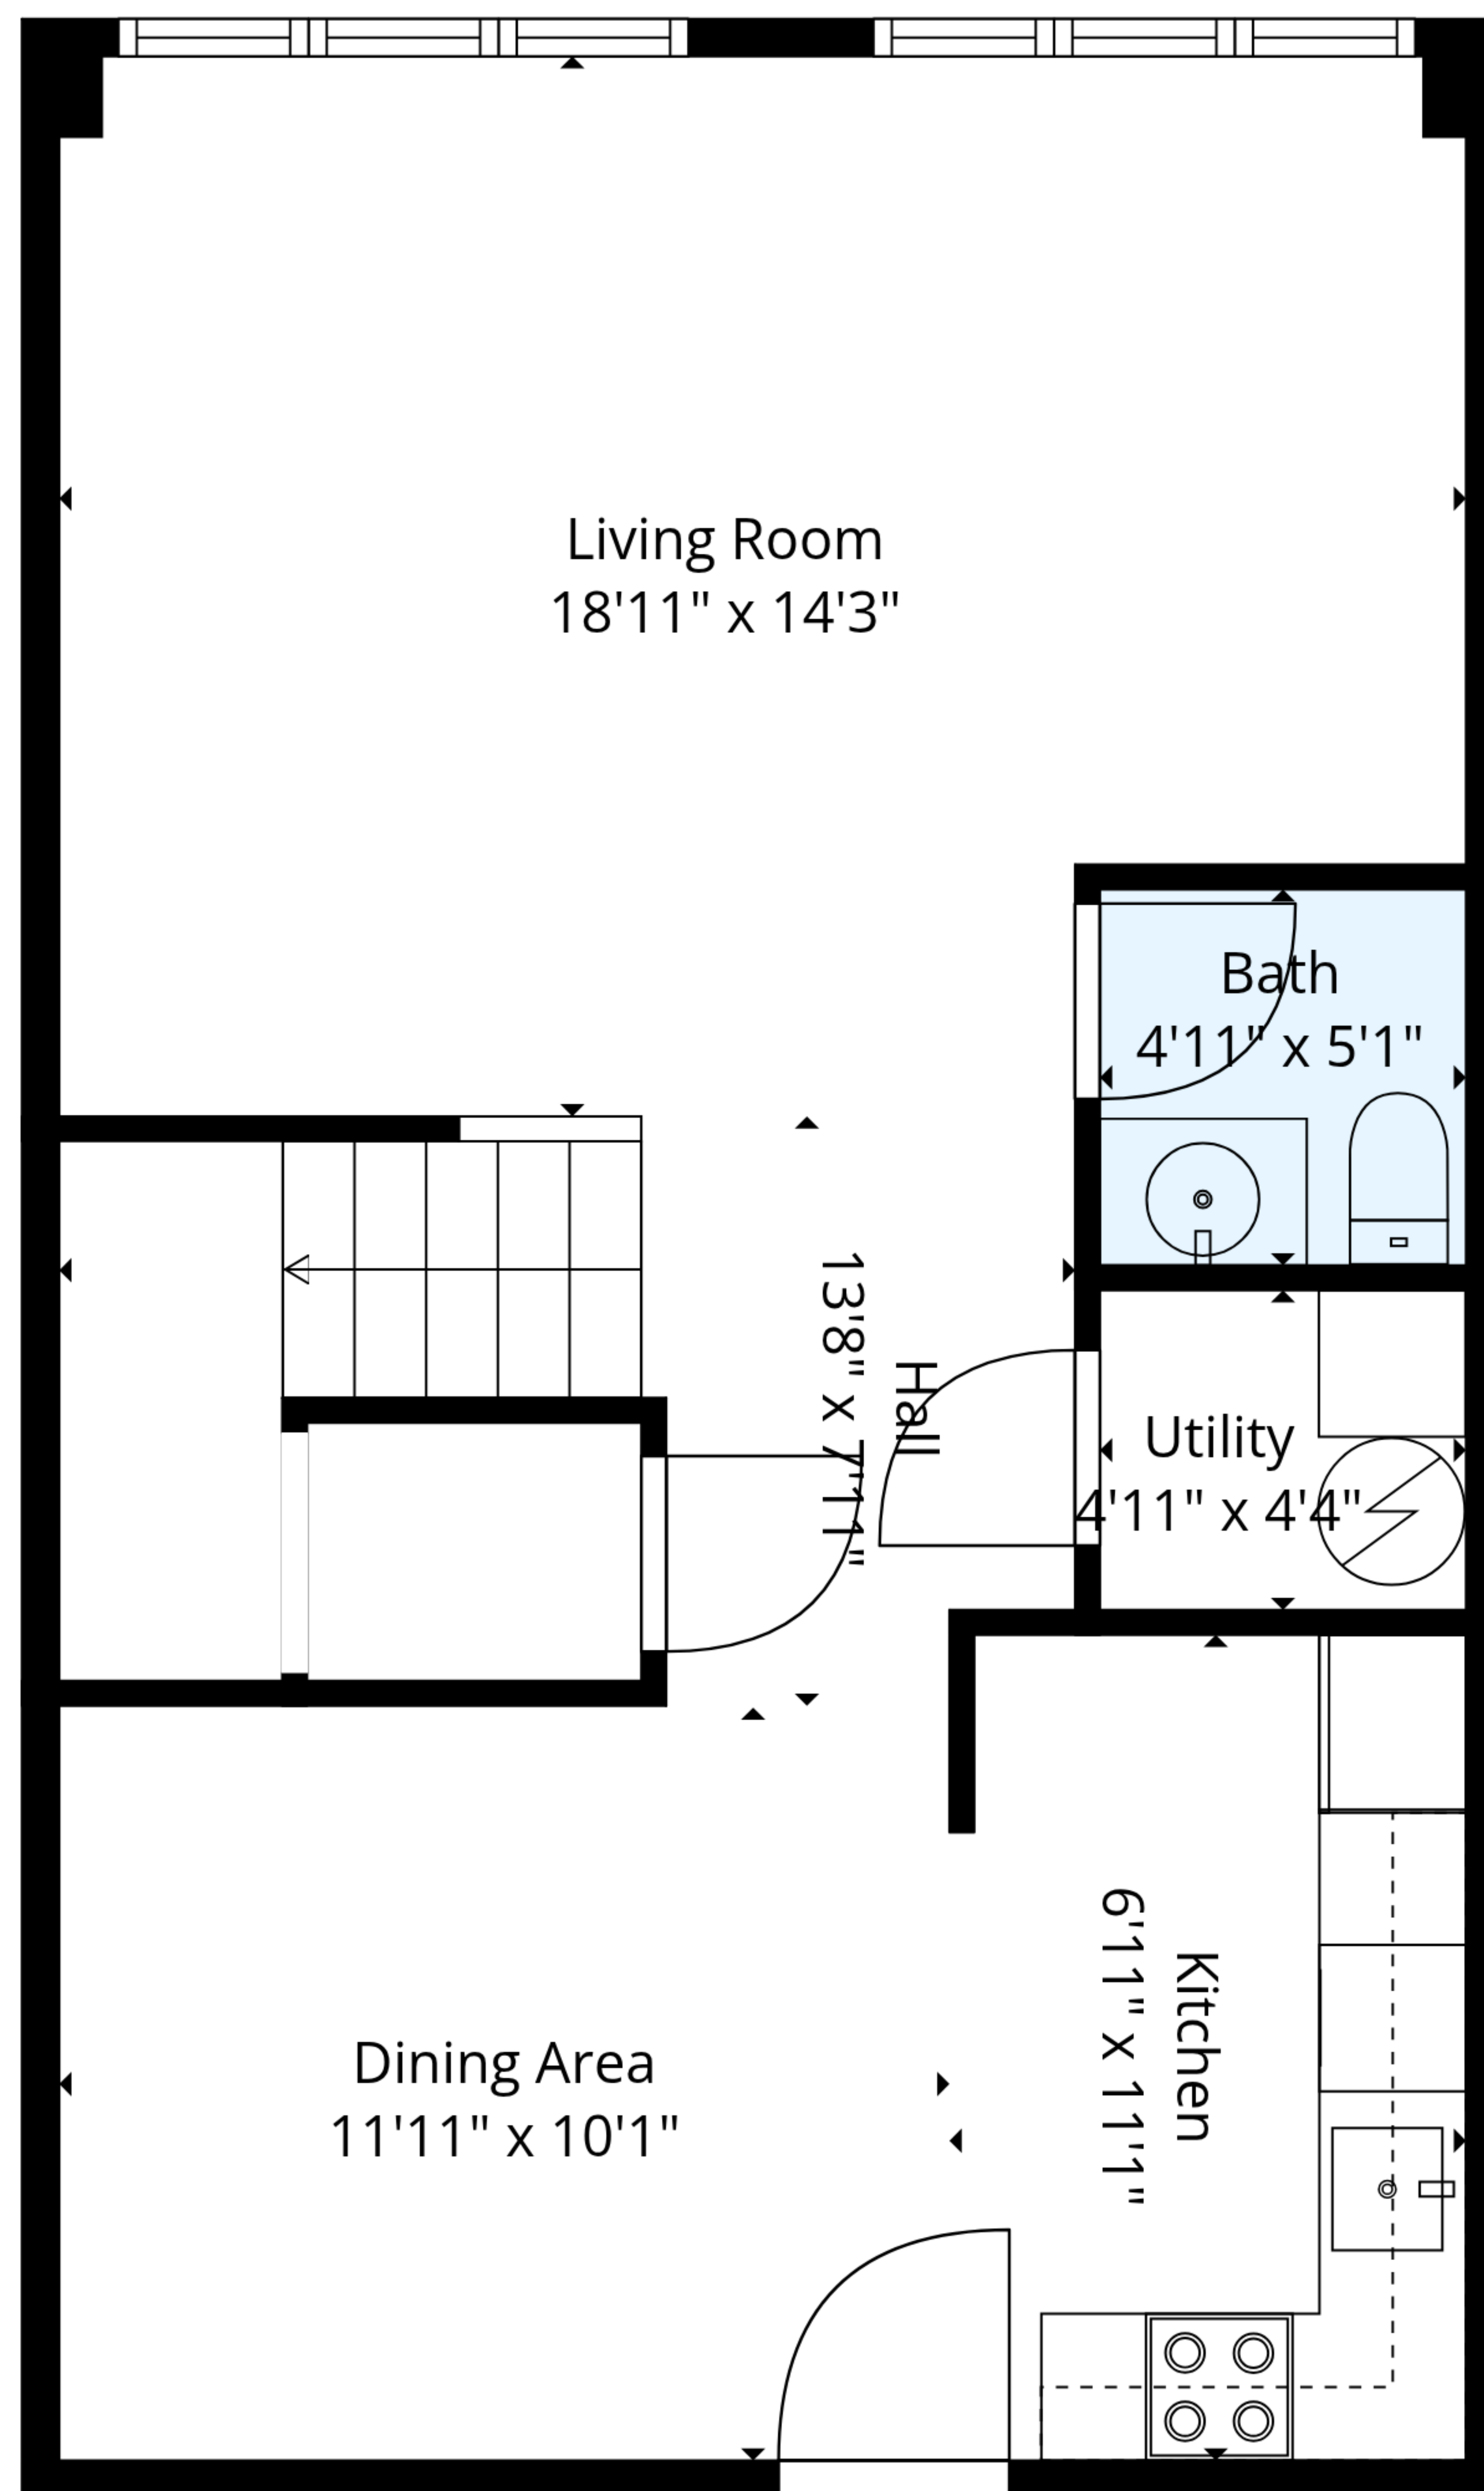 Living Room
18'11" x 14'3"
Bath
4'11" x 5'1"
Hall
13'8" x 7'11"
Utility
4'11" x 4'4"
Kitchen
6'11" x 11'1"
Dining Area
11'11" x 10'1"